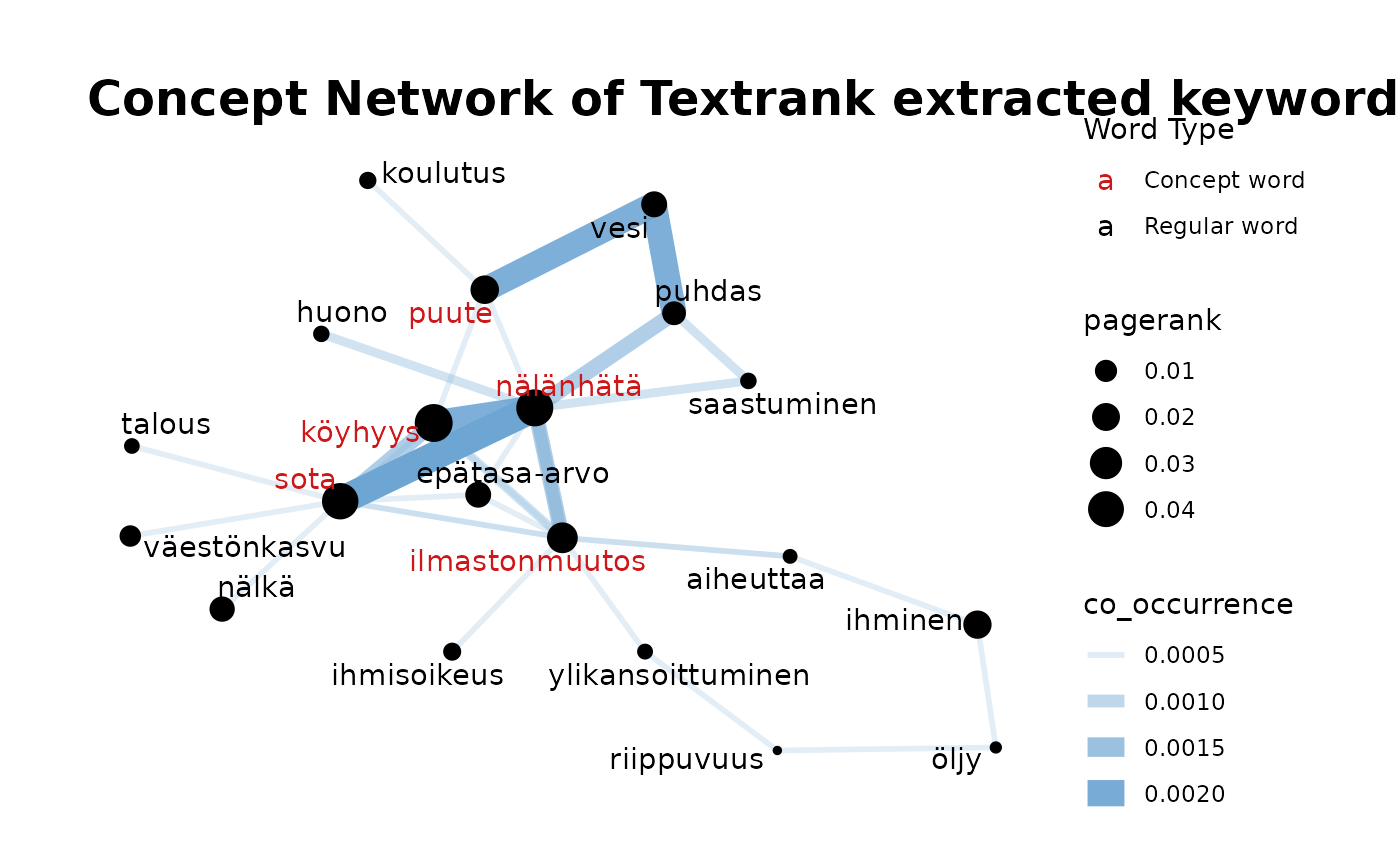 Concept Network of Textrank extracted keyword
Word Type
a Concept word
a Regular word
pagerank
0.01
0.02
0.03
0.04
co_occurrence
0.0005
0.0010
0.0015
0.0020
koulutus
vesi
puhdas
huono
puute
nälänhätä
saastuminen
talous
köyhyys
sota
epätasa-arvo
väestönkasvu
ilmastonmuutos
nälkä
aiheuttaa
ihminen
ihmisoikeus
ylikansoittuminen
riippuvuus
öljy